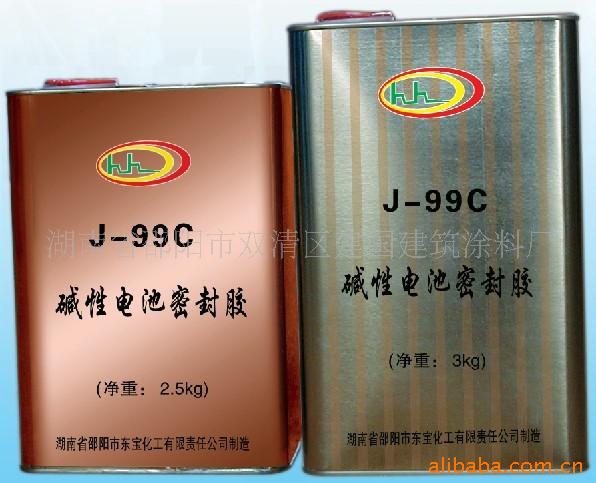 J-99C
碱性电池密封胶
(净重：2.5kg)
湖南省邵阳市东宝化工有限责任公司制造
J-99C
碱性电池密封胶
(净重：3kg)
湖南省邵阳市东宝化工有限责任公司制造
湖南省邵阳市双清区建国建筑涂料厂
alibaba.com.cn